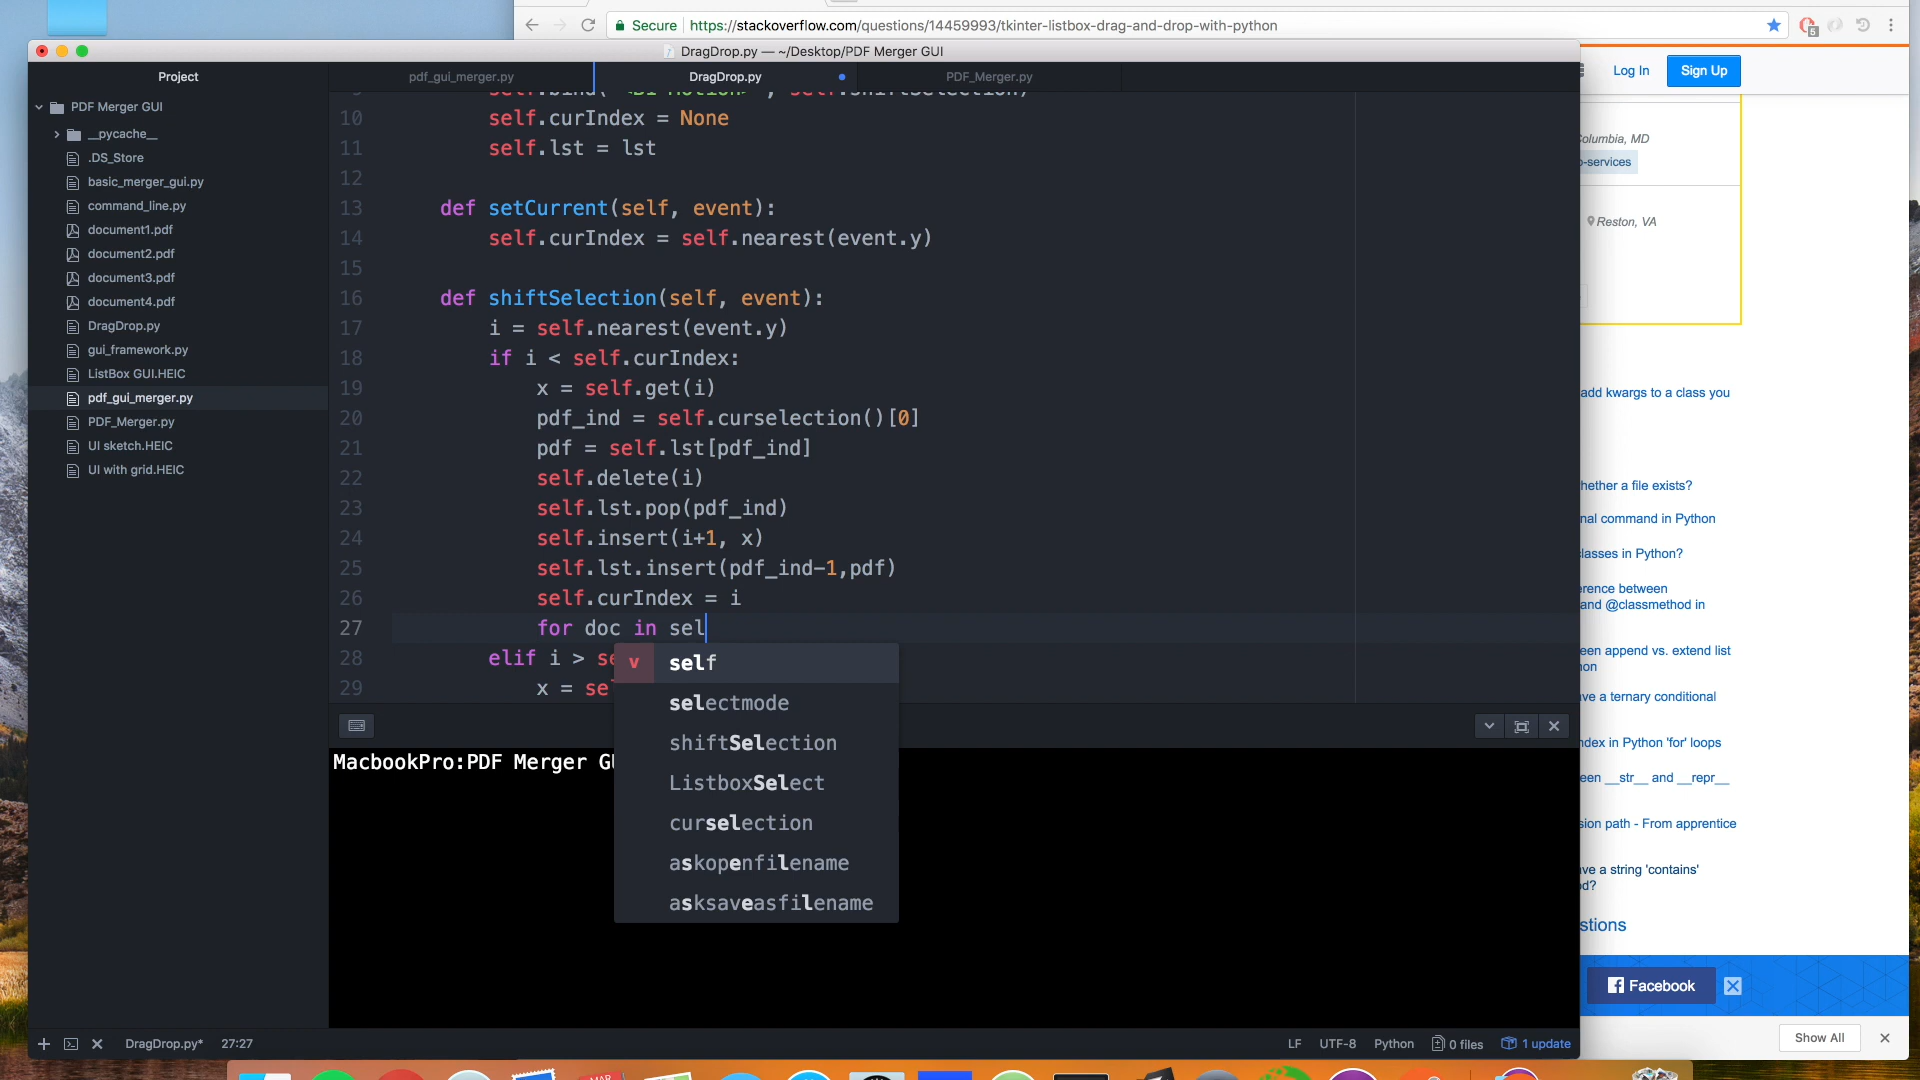 Secure https://stackoverflow.com/questions/14459993/tkinter-listbox-drag-and-drop-with-python
5
DragDrop.py — ~/Desktop/PDF Merger GUI
Project
pdf_gui_merger.py
DragDrop.py
PDF_Merger.py
Log In
Sign Up
PDF Merger GUI
__pycache__
.DS_Store
basic_merger_gui.py
command_line.py
document1.pdf
document2.pdf
document3.pdf
document4.pdf
DragDrop.py
gui_framework.py
ListBox GUI.HEIC
pdf_gui_merger.py
PDF_Merger.py
UI sketch.HEIC
UI with grid.HEIC
10 self.curIndex = None
11 self.lst = lst
12
13 def setCurrent(self, event):
14 self.curIndex = self.nearest(event.y)
15
16 def shiftSelection(self, event):
17 i = self.nearest(event.y)
18 if i < self.curIndex:
19 x = self.get(i)
20 pdf_ind = self.curselection()[0]
21 pdf = self.lst[pdf_ind]
22 self.delete(i)
23 self.lst.pop(pdf_ind)
24 self.insert(i+1, x)
25 self.lst.insert(pdf_ind-1,pdf)
26 self.curIndex = i
27 for doc in sel
28 elif i > se
29 x = se
v self
selectmode
shiftSelection
ListboxSelect
curselection
askopenfilename
asksaveasfilename
MacbookPro:PDF Merger G
Columbia, MD
-services
Reston, VA
add kwargs to a class you
hether a file exists?
nal command in Python
lasses in Python?
erence between
and @classmethod in
een append vs. extend list
hon
ave a ternary conditional
ndex in Python 'for' loops
een __str__ and __repr__
sion path - From apprentice
ave a string 'contains'
od?
stions
Facebook
Show All
DragDrop.py* 27:27
LF UTF-8 Python 0 files 1 update
MAR